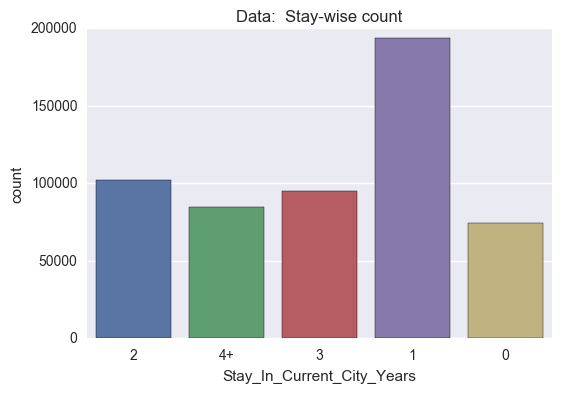 Data:  Stay-wise count
200000
150000
100000
50000
0
count
2 4+ 3 1 0
Stay_In_Current_City_Years